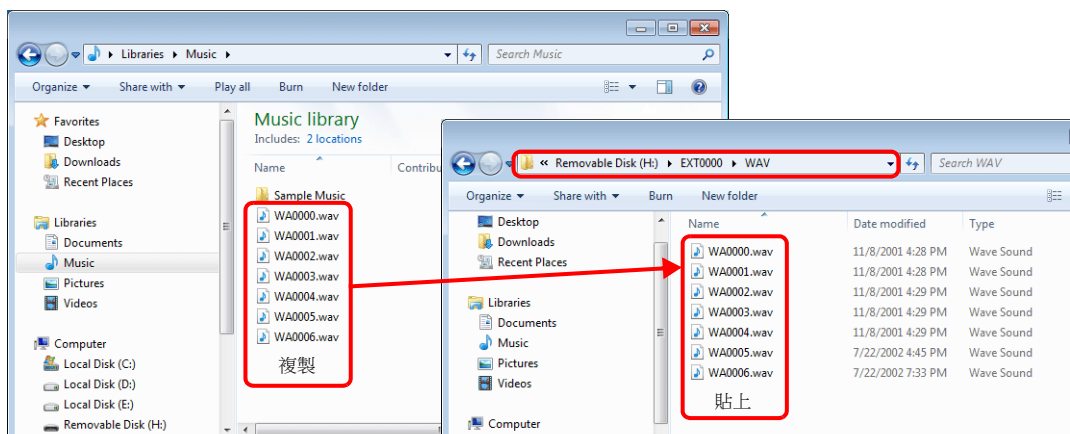 Libraries ▸ Music ▸
Search Music
Organize ▼ Share with ▼ Play all Burn New folder
Favorites
Desktop
Downloads
Recent Places
Libraries
Documents
Music
Pictures
Videos
Computer
Local Disk (C:)
Local Disk (D:)
Local Disk (E:)
Removable Disk (H:)
Music library
Includes: 2 locations
Name Contribu
Sample Music
WA0000.wav
WA0001.wav
WA0002.wav
WA0003.wav
WA0004.wav
WA0005.wav
WA0006.wav
複製
« Removable Disk (H:) ▸ EXT0000 ▸ WAV
Search WAV
Organize ▼ Share with ▼ Burn New folder
Desktop
Downloads
Recent Places
Libraries
Documents
Music
Pictures
Videos
Computer
Name Date modified Type
WA0000.wav 11/8/2001 4:28 PM Wave Sound
WA0001.wav 11/8/2001 4:28 PM Wave Sound
WA0002.wav 11/8/2001 4:29 PM Wave Sound
WA0003.wav 11/8/2001 4:29 PM Wave Sound
WA0004.wav 11/8/2001 4:29 PM Wave Sound
WA0005.wav 7/22/2002 4:45 PM Wave Sound
WA0006.wav 7/22/2002 7:33 PM Wave Sound
貼上